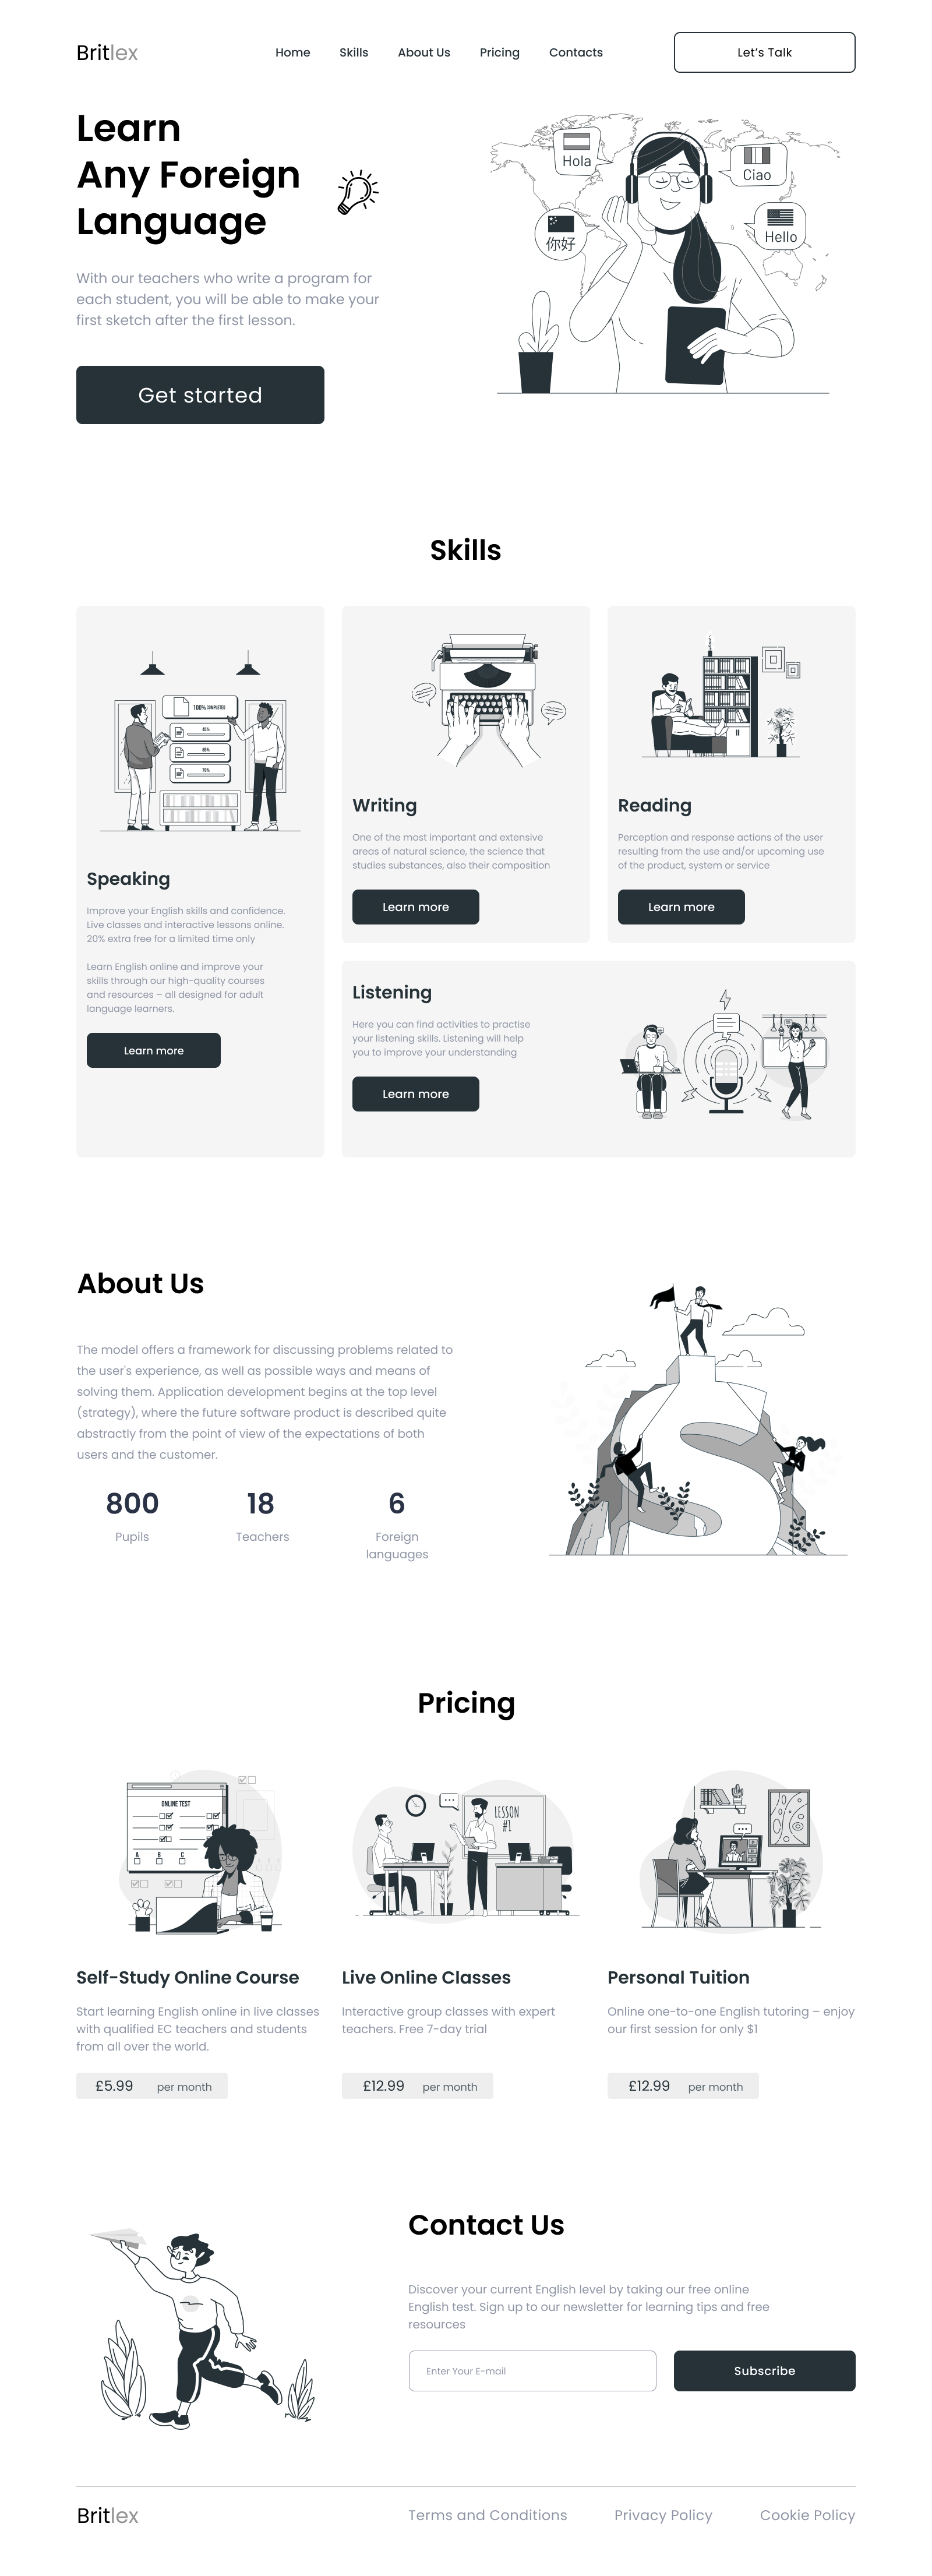 Britlex
Home
Skills
About Us
Pricing
Contacts
Let's Talk
Learn
Any Foreign
Language
With our teachers who write a program for
each student, you will be able to make your
first sketch after the first lesson.
Get started
Hola
Ciao
你好
Hello
Skills
100% COMPLETED
45%
85%
70%
Speaking
Improve your English skills and confidence.
Live classes and interactive lessons online.
20% extra free for a limited time only
Learn English online and improve your
skills through our high-quality courses
and resources – all designed for adult
language learners.
Learn more
Writing
One of the most important and extensive
areas of natural science, the science that
studies substances, also their composition
Learn more
Reading
Perception and response actions of the user
resulting from the use and/or upcoming use
of the product, system or service
Learn more
Listening
Here you can find activities to practise
your listening skills. Listening will help
you to improve your understanding
Learn more
About Us
The model offers a framework for discussing problems related to
the user's experience, as well as possible ways and means of
solving them. Application development begins at the top level
(strategy), where the future software product is described quite
abstractly from the point of view of the expectations of both
users and the customer.
800
Pupils
18
Teachers
6
Foreign
languages
Pricing
ONLINE TEST
A B C
LESSON
#1
Self-Study Online Course
Start learning English online in live classes
with qualified EC teachers and students
from all over the world.
£5.99 per month
Live Online Classes
Interactive group classes with expert
teachers. Free 7-day trial
£12.99 per month
Personal Tuition
Online one-to-one English tutoring – enjoy
our first session for only $1
£12.99 per month
Contact Us
Discover your current English level by taking our free online
English test. Sign up to our newsletter for learning tips and free
resources
Enter Your E-mail
Subscribe
Britlex
Terms and Conditions
Privacy Policy
Cookie Policy